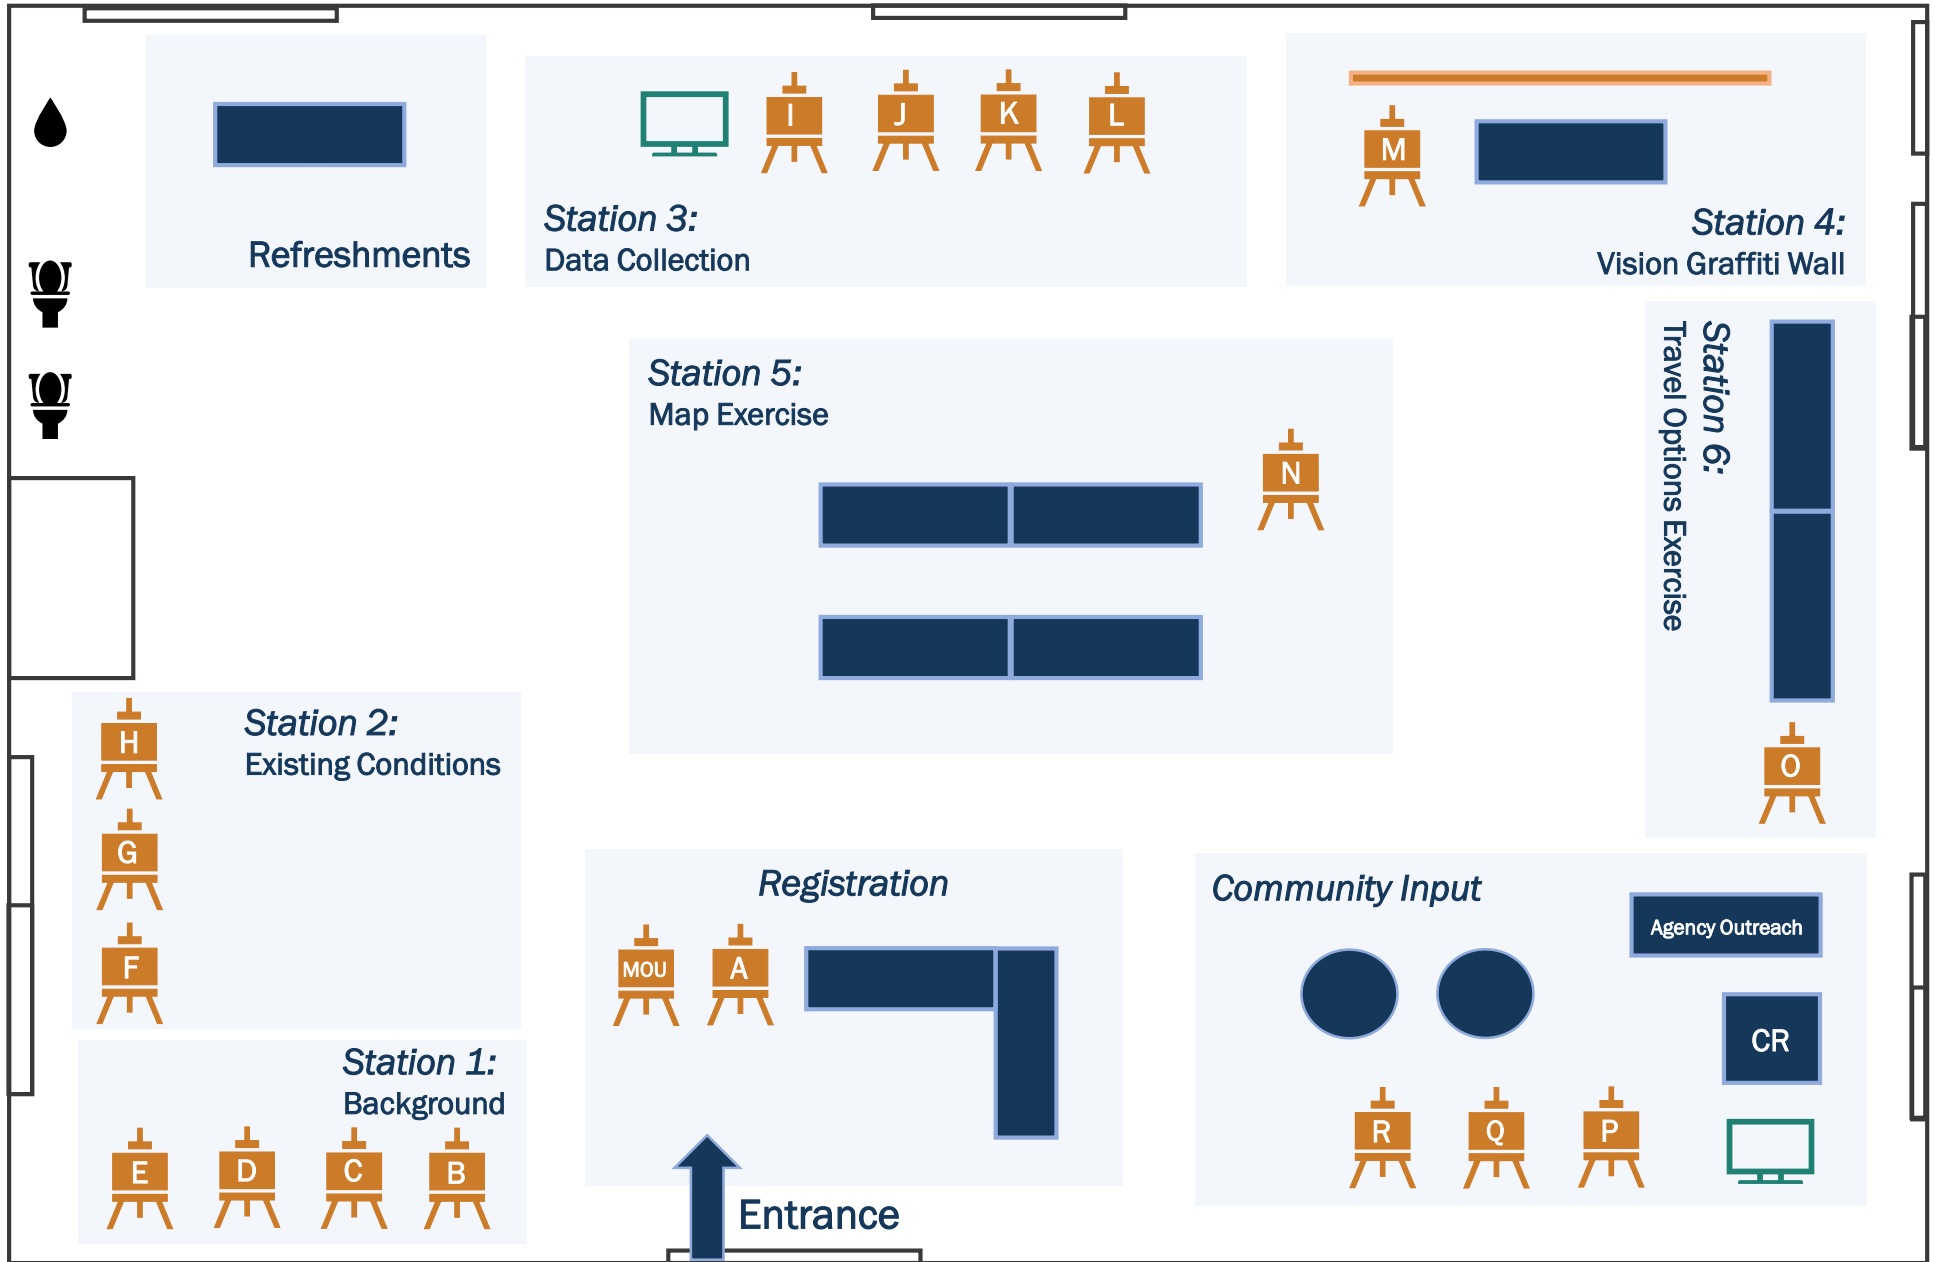 Refreshments
I
J
K
L
Station 3:
Data Collection
M
Station 4:
Vision Graffiti Wall
Station 5:
Map Exercise
N
Station 6:
Travel Options Exercise
O
H
G
F
Station 2:
Existing Conditions
Station 1:
Background
E
D
C
B
Registration
MOU
A
Entrance
Community Input
Agency Outreach
CR
R
Q
P